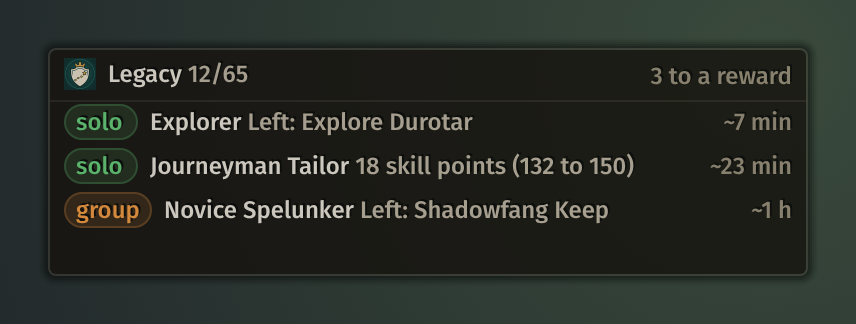 Legacy 12/65 3 to a reward
solo Explorer Left: Explore Durotar ~7 min
solo Journeyman Tailor 18 skill points (132 to 150) ~23 min
group Novice Spelunker Left: Shadowfang Keep ~1 h